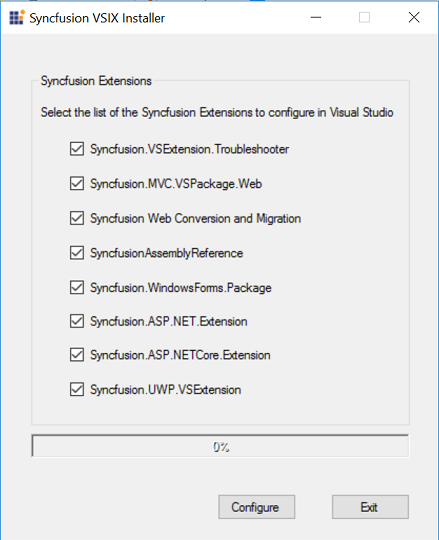 Syncfusion VSIX Installer
Syncfusion Extensions
Select the list of the Syncfusion Extensions to configure in Visual Studio
Syncfusion.VSExtension.Troubleshooter
Syncfusion.MVC.VSPackage.Web
Syncfusion Web Conversion and Migration
SyncfusionAssemblyReference
Syncfusion.WindowsForms.Package
Syncfusion.ASP.NET.Extension
Syncfusion.ASP.NETCore.Extension
Syncfusion.UWP.VSExtension
0%
Configure Exit